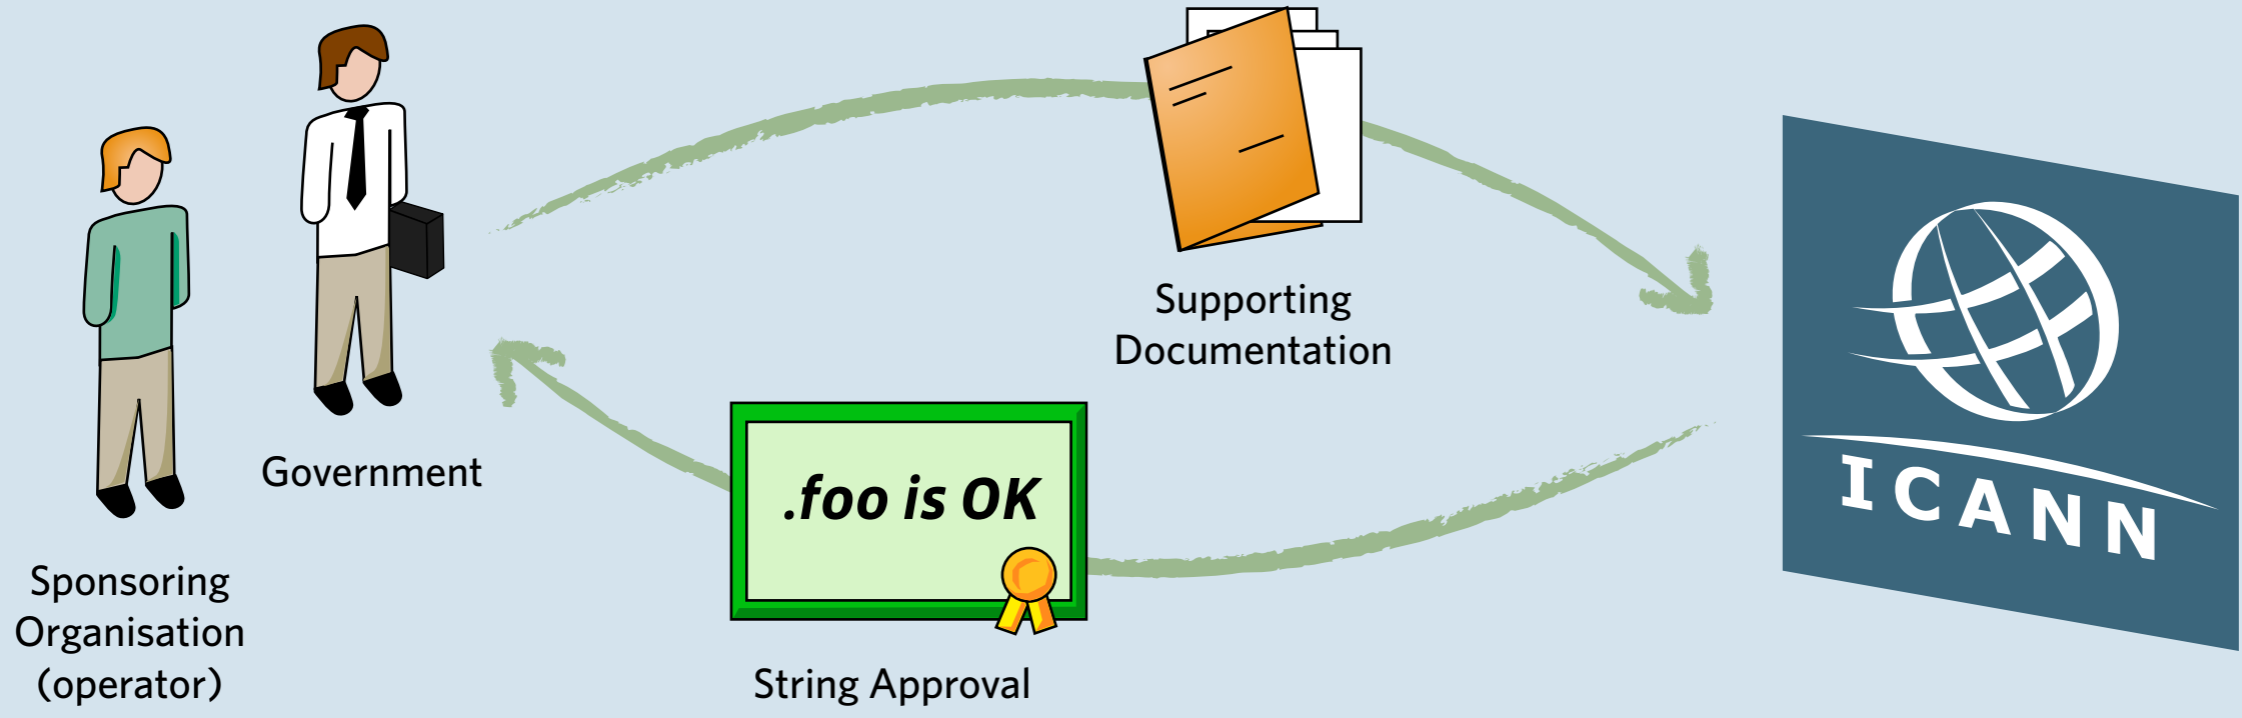 Supporting
Documentation
Government
.foo is OK
ICANN
Sponsoring
Organisation
(operator)
String Approval